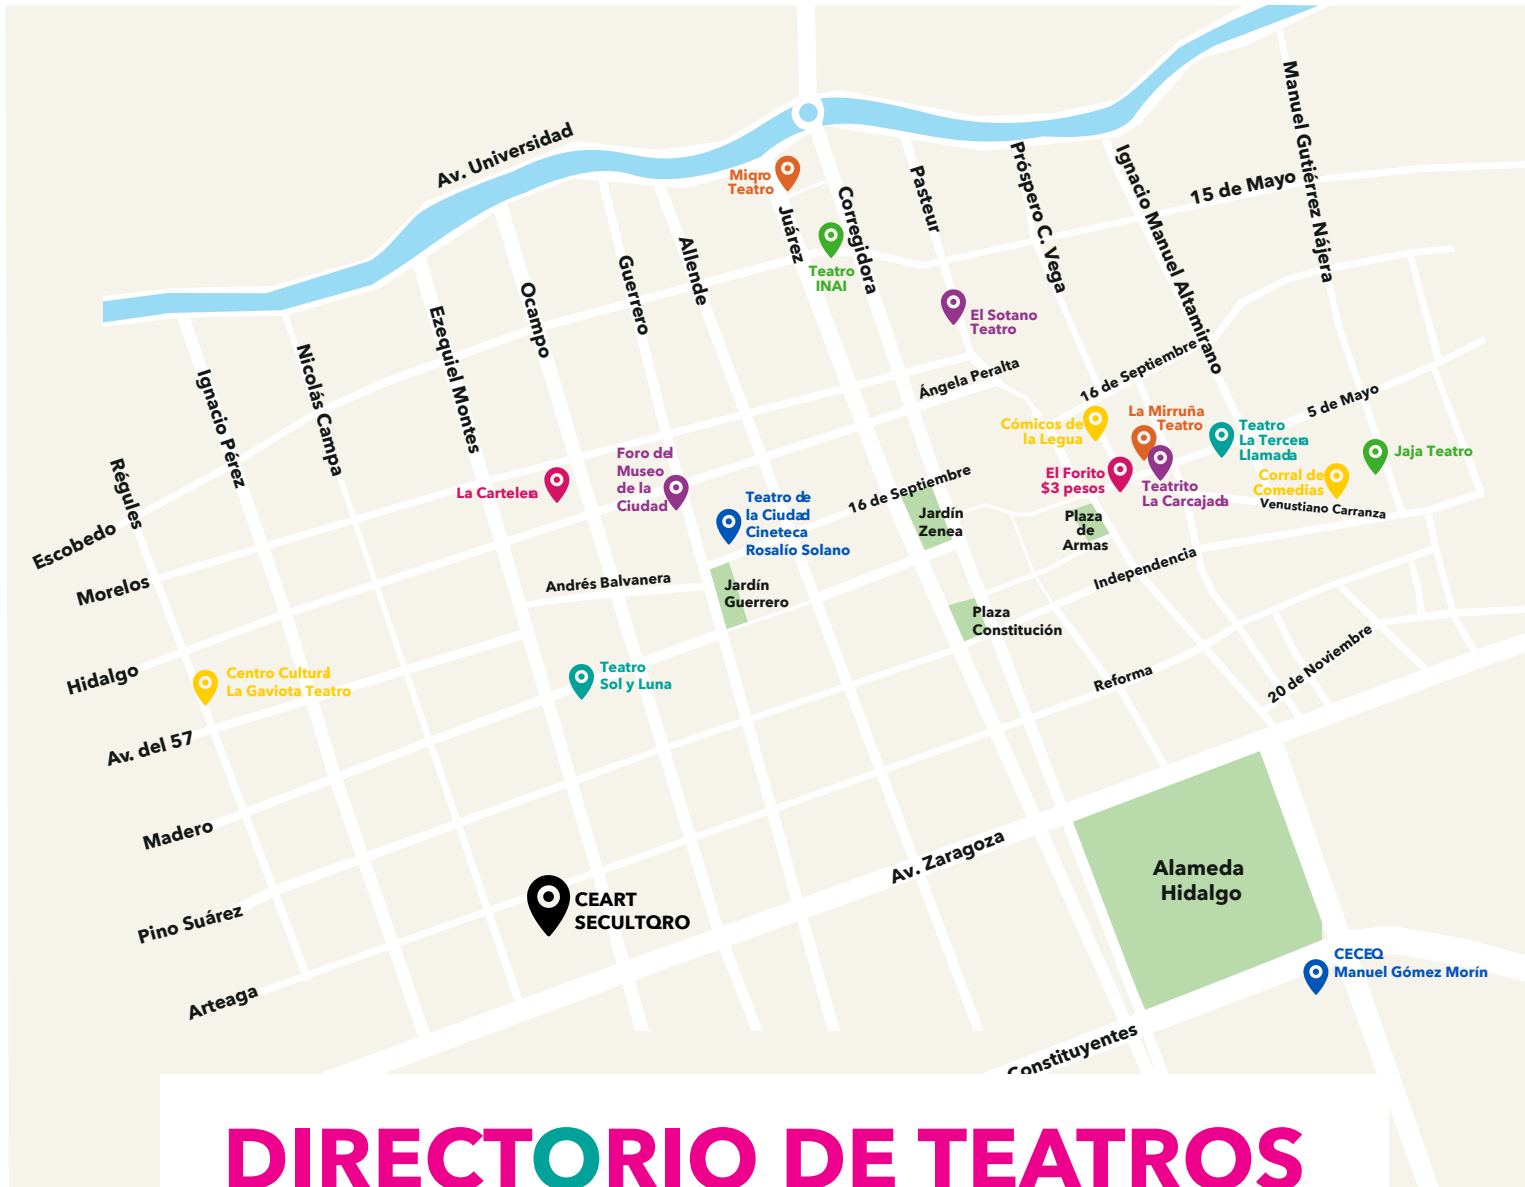 Av. Universidad
Manuel Gutiérrez Nájera
Próspero C. Vega
Ignacio Manuel Altamirano
15 de Mayo
Pasteur
Corregidora
Juárez
Miqro
Teatro
Teatro
INAI
El Sotano
Teatro
Allende
Guerrero
Ocampo
Ezequiel Montes
Nicolás Campa
Ignacio Pérez
Régules
Ángela Peralta
16 de Septiembre
5 de Mayo
Cómicos de
la Legua
La Mirruña
Teatro
Teatro
La Tercera
Llamada
Jaja Teatro
El Forito
$3 pesos
Teatrito
La Carcajada
Corral de
Comedias
Venustiano Carranza
La Cartelera
Foro del
Museo
de la
Ciudad
Teatro de
la Ciudad
Cineteca
Rosalío Solano
16 de Septiembre
Jardín
Zenea
Plaza
de
Armas
Independencia
Escobedo
Morelos
Andrés Balvanera
Jardín
Guerrero
Plaza
Constitución
Hidalgo
Centro Cultural
La Gaviota Teatro
Teatro
Sol y Luna
Reforma
20 de Noviembre
Av. del 57
Madero
Pino Suárez
Arteaga
CEART
SECULTQRO
Av. Zaragoza
Alameda
Hidalgo
CECEQ
Manuel Gómez Morín
Constituyentes
DIRECTORIO DE TEATROS